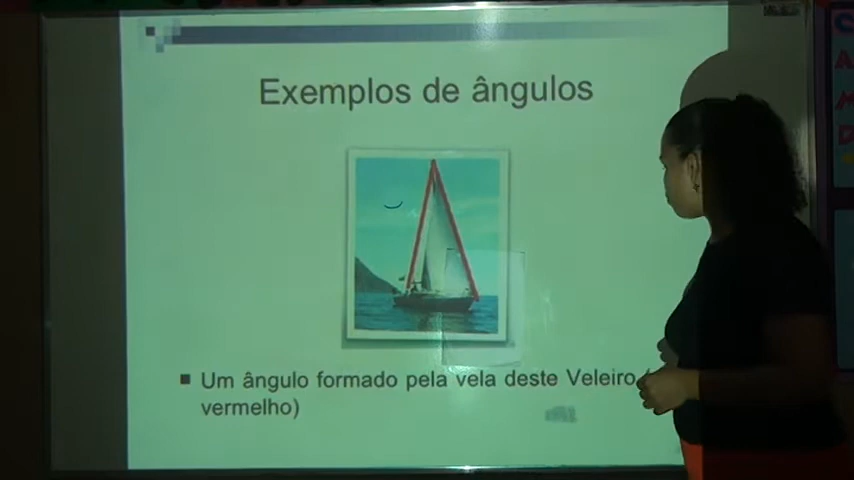 Exemplos de ângulos
Um ângulo formado pela vela deste Veleiro
vermelho)
C
A
M
D